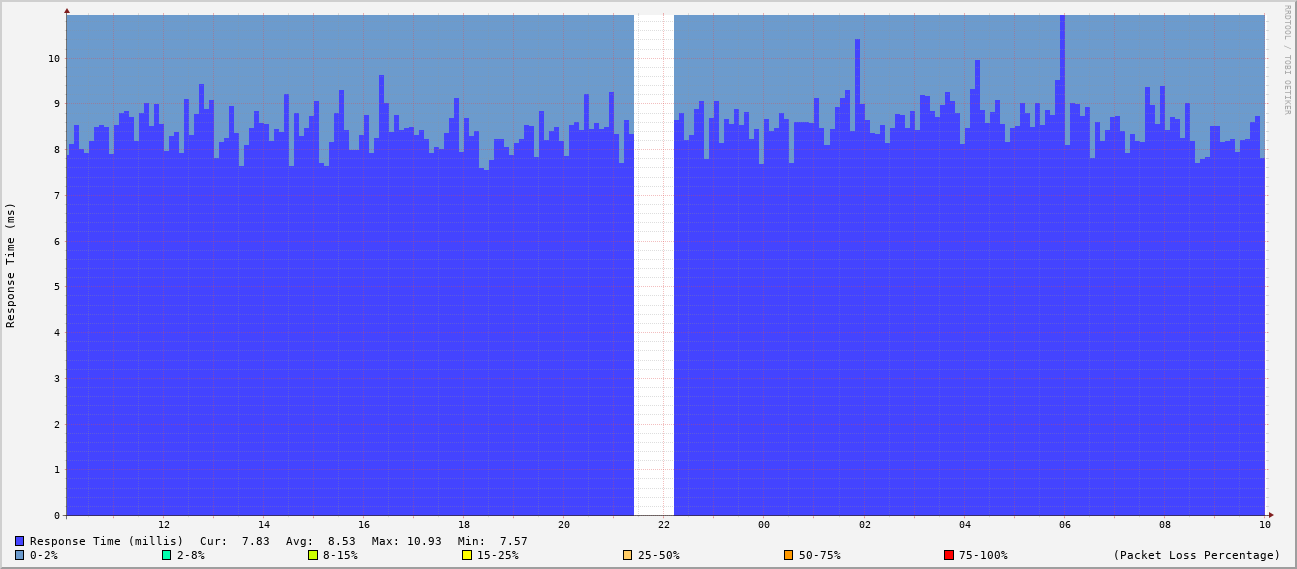 RRDTOOL / TOBI OETIKER
Response Time (ms)
10
9
8
7
6
5
4
3
2
1
0
12 14 16 18 20 22 00 02 04 06 08 10
Response Time (millis) Cur: 7.83 Avg: 8.53 Max: 10.93 Min: 7.57
0-2% 2-8% 8-15% 15-25% 25-50% 50-75% 75-100% (Packet Loss Percentage)